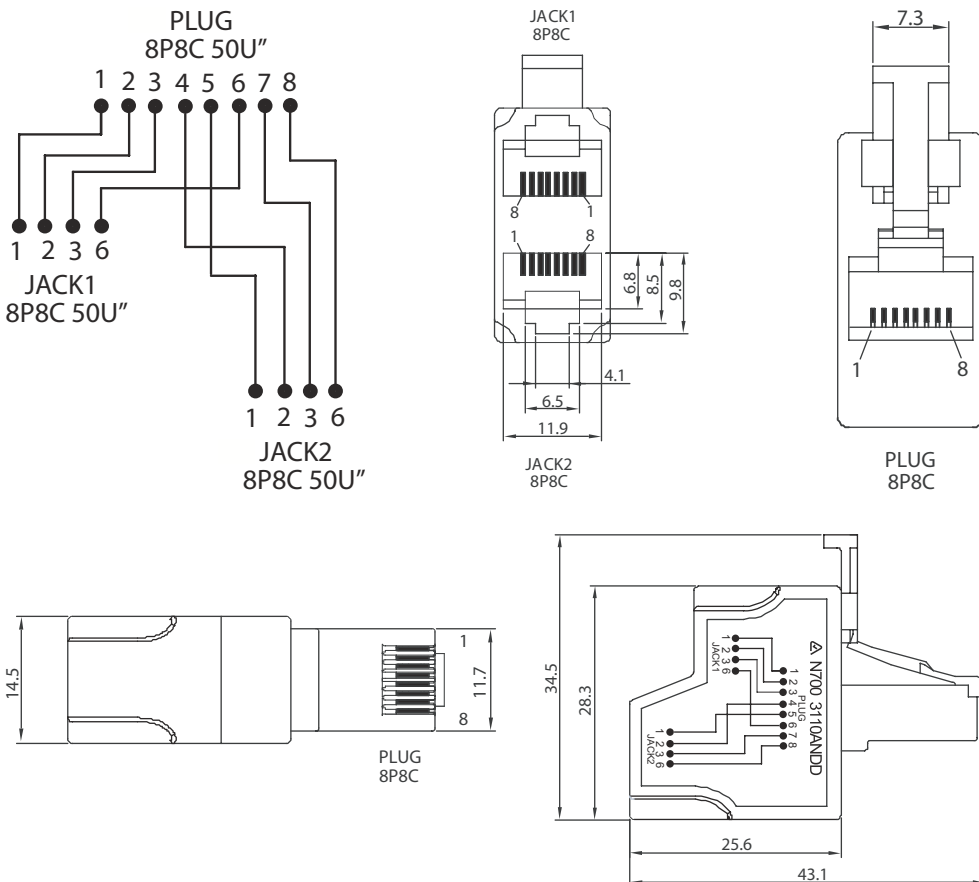 PLUG
8P8C 50U”
1 2 3 4 5 6 7 8
1 2 3 6
JACK1
8P8C 50U”
1 2 3 6
JACK2
8P8C 50U”
JACK1
8P8C
8 1
1 8
6.8
8.5
9.8
4.1
6.5
11.9
JACK2
8P8C
7.3
1 8
PLUG
8P8C
14.5
1
11.7
8
PLUG
8P8C
34.5
28.3
1 2 3 6
JACK1
1 2 3 4 5 6 7 8
PLUG
1 2 3 6
JACK2
N700 3110ANDD
25.6
43.1